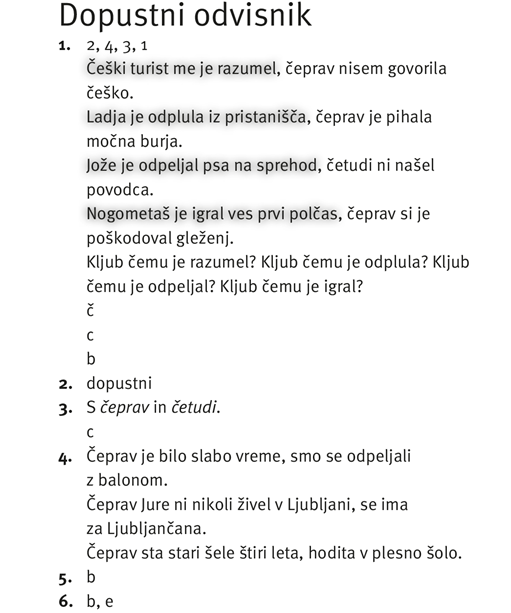 Dopustni odvisnik
1. 2, 4, 3, 1
Češki turist me je razumel, čeprav nisem govorila
češko.
Ladja je odplula iz pristanišča, čeprav je pihala
močna burja.
Jože je odpeljal psa na sprehod, četudi ni našel
povodca.
Nogometaš je igral ves prvi polčas, čeprav si je
poškodoval gleženj.
Kljub čemu je razumel? Kljub čemu je odplula? Kljub
čemu je odpeljal? Kljub čemu je igral?
č
c
b
2. dopustni
3. S čeprav in četudi.
c
4. Čeprav je bilo slabo vreme, smo se odpeljali
z balonom.
Čeprav Jure ni nikoli živel v Ljubljani, se ima
za Ljubljančana.
Čeprav sta stari šele štiri leta, hodita v plesno šolo.
5. b
6. b, e